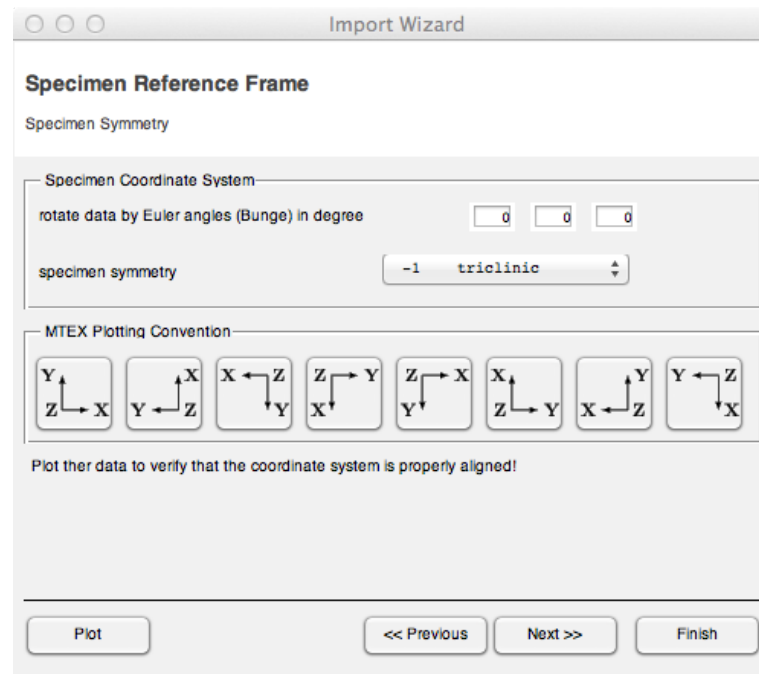 Import Wizard
Specimen Reference Frame
Specimen Symmetry
Specimen Coordinate System
rotate data by Euler angles (Bunge) in degree 0 0 0
specimen symmetry -1 triclinic
MTEX Plotting Convention
Y X X Z Z Y Z X X Y Y Z
Z X Y Z Y X Y Z Y X Z X
Plot ther data to verify that the coordinate system is properly aligned!
Plot << Previous Next >> Finish